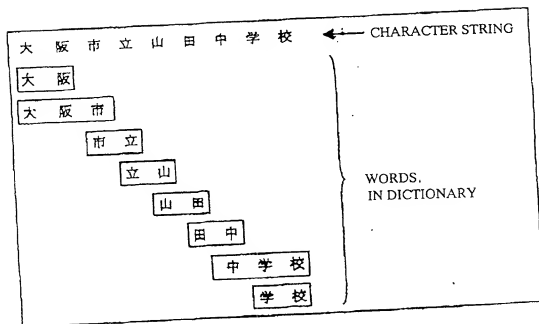 大阪市立山田中学校 CHARACTER STRING
大阪
大阪市
市立
立山
山田
WORDS,
IN DICTIONARY
田中
中学校
学校